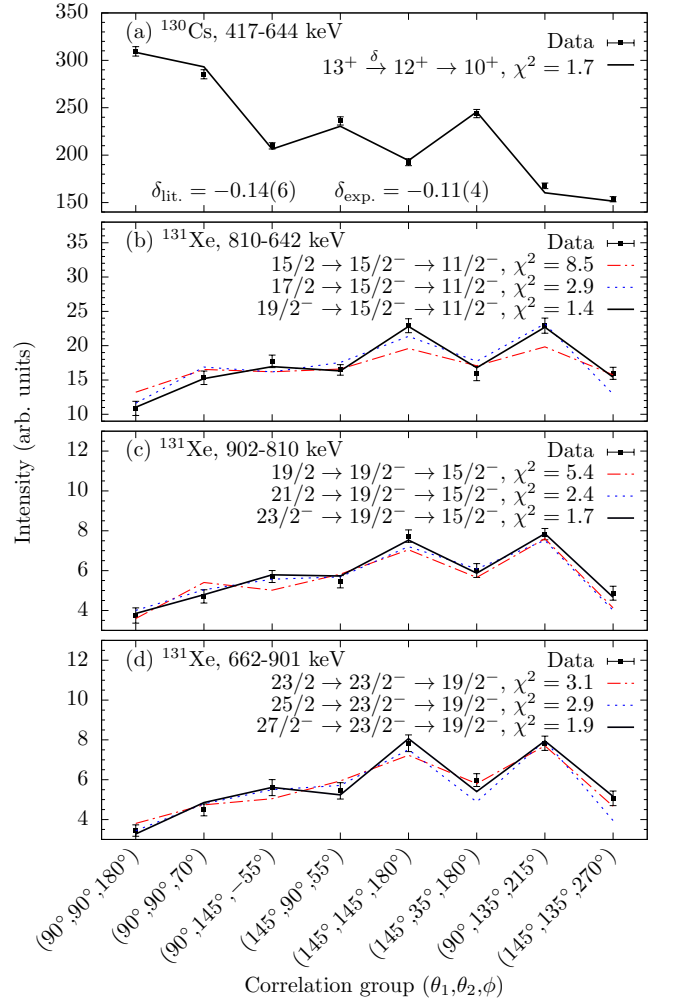 (a) ¹³⁰Cs, 417-644 keV
Data
13⁺ →δ 12⁺ → 10⁺, χ² = 1.7
δlit. = −0.14(6) δexp. = −0.11(4)
350
300
250
200
150
(b) ¹³¹Xe, 810-642 keV
Data
15/2 → 15/2⁻ → 11/2⁻, χ² = 8.5
17/2 → 15/2⁻ → 11/2⁻, χ² = 2.9
19/2⁻ → 15/2⁻ → 11/2⁻, χ² = 1.4
35
30
25
20
15
10
(c) ¹³¹Xe, 902-810 keV
Data
19/2 → 19/2⁻ → 15/2⁻, χ² = 5.4
21/2 → 19/2⁻ → 15/2⁻, χ² = 2.4
23/2⁻ → 19/2⁻ → 15/2⁻, χ² = 1.7
12
10
8
6
4
(d) ¹³¹Xe, 662-901 keV
Data
23/2 → 23/2⁻ → 19/2⁻, χ² = 3.1
25/2 → 23/2⁻ → 19/2⁻, χ² = 2.9
27/2⁻ → 23/2⁻ → 19/2⁻, χ² = 1.9
12
10
8
6
4
Intensity (arb. units)
(90°,90°,180°)
(90°,90°,70°)
(90°,145°,−55°)
(145°,90°,55°)
(145°,145°,180°)
(145°,35°,180°)
(90°,135°,215°)
(145°,135°,270°)
Correlation group (θ₁,θ₂,ϕ)